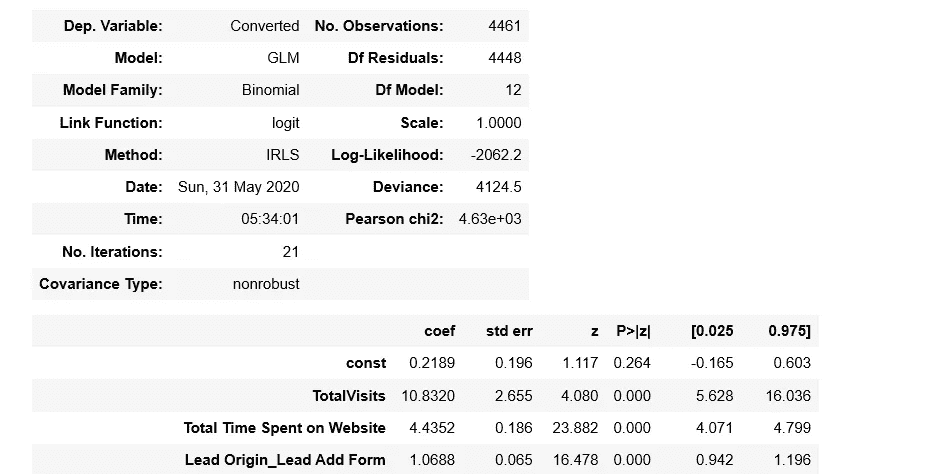 Dep. Variable: Converted No. Observations: 4461
Model: GLM Df Residuals: 4448
Model Family: Binomial Df Model: 12
Link Function: logit Scale: 1.0000
Method: IRLS Log-Likelihood: -2062.2
Date: Sun, 31 May 2020 Deviance: 4124.5
Time: 05:34:01 Pearson chi2: 4.63e+03
No. Iterations: 21
Covariance Type: nonrobust
coef std err z P>|z| [0.025 0.975]
const 0.2189 0.196 1.117 0.264 -0.165 0.603
TotalVisits 10.8320 2.655 4.080 0.000 5.628 16.036
Total Time Spent on Website 4.4352 0.186 23.882 0.000 4.071 4.799
Lead Origin_Lead Add Form 1.0688 0.065 16.478 0.000 0.942 1.196